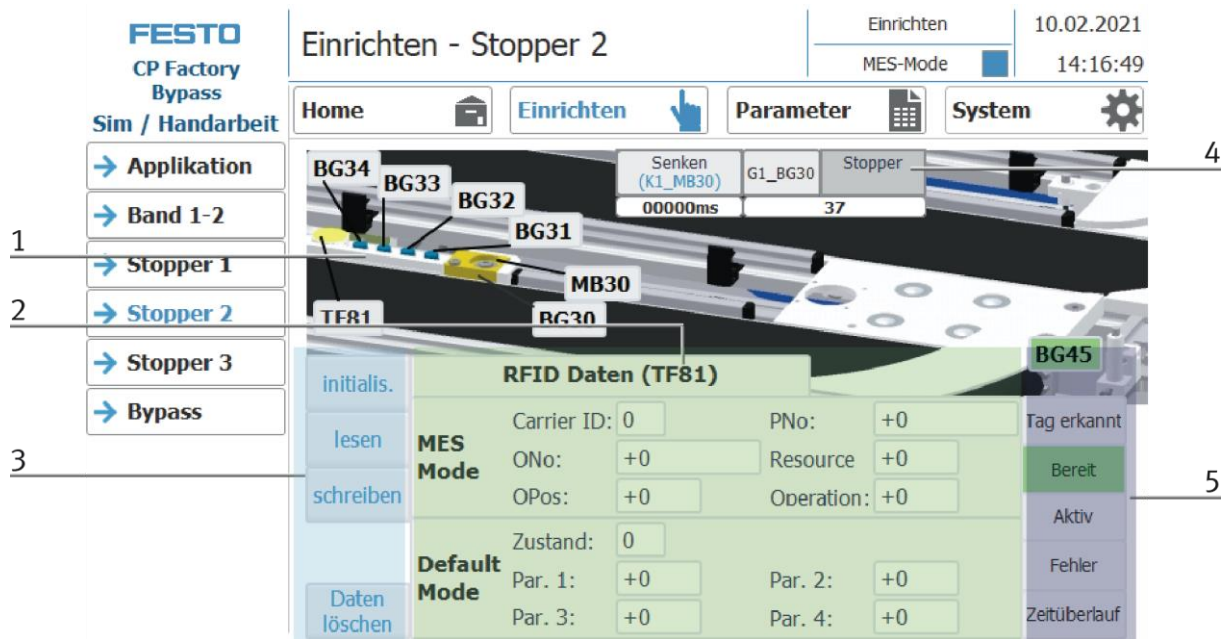 FESTO
CP Factory
Bypass
Sim / Handarbeit
Einrichten - Stopper 2
Einrichten
MES-Mode
10.02.2021
14:16:49
Home
Einrichten
Parameter
System
Applikation
Band 1-2
Stopper 1
Stopper 2
Stopper 3
Bypass
1
2
3
4
5
BG34
BG33
BG32
BG31
MB30
BG30
TF81
BG45
Senken
(K1_MB30)
G1_BG30
Stopper
00000ms
37
initialis.
lesen
schreiben
Daten
löschen
RFID Daten (TF81)
MES
Mode
Carrier ID: 0
PNo: +0
ONo: +0
Resource +0
OPos: +0
Operation: +0
Default
Mode
Zustand: 0
Par. 1: +0
Par. 2: +0
Par. 3: +0
Par. 4: +0
Tag erkannt
Bereit
Aktiv
Fehler
Zeitüberlauf